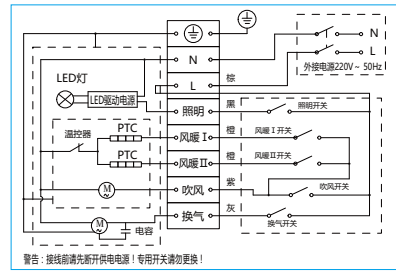 N
N
L
L
棕
外接电源220V ~ 50Hz
LED灯
LED驱动电源
照明
黑
照明开关
温控器
PTC
风暖 I
橙
风暖 I 开关
PTC
风暖II
橙
风暖II开关
M
吹风
紫
吹风开关
M
电容
换气
灰
换气开关
警告：接线前请先断开供电电源！专用开关请勿更换！